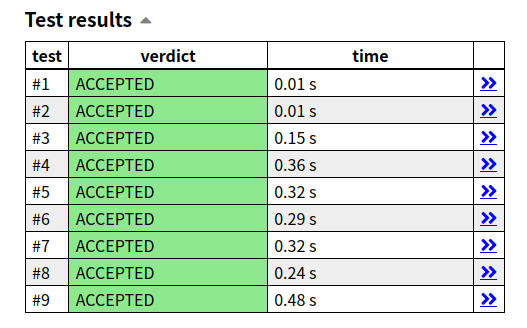 Test results
test verdict time
#1 ACCEPTED 0.01 s
#2 ACCEPTED 0.01 s
#3 ACCEPTED 0.15 s
#4 ACCEPTED 0.36 s
#5 ACCEPTED 0.32 s
#6 ACCEPTED 0.29 s
#7 ACCEPTED 0.32 s
#8 ACCEPTED 0.24 s
#9 ACCEPTED 0.48 s